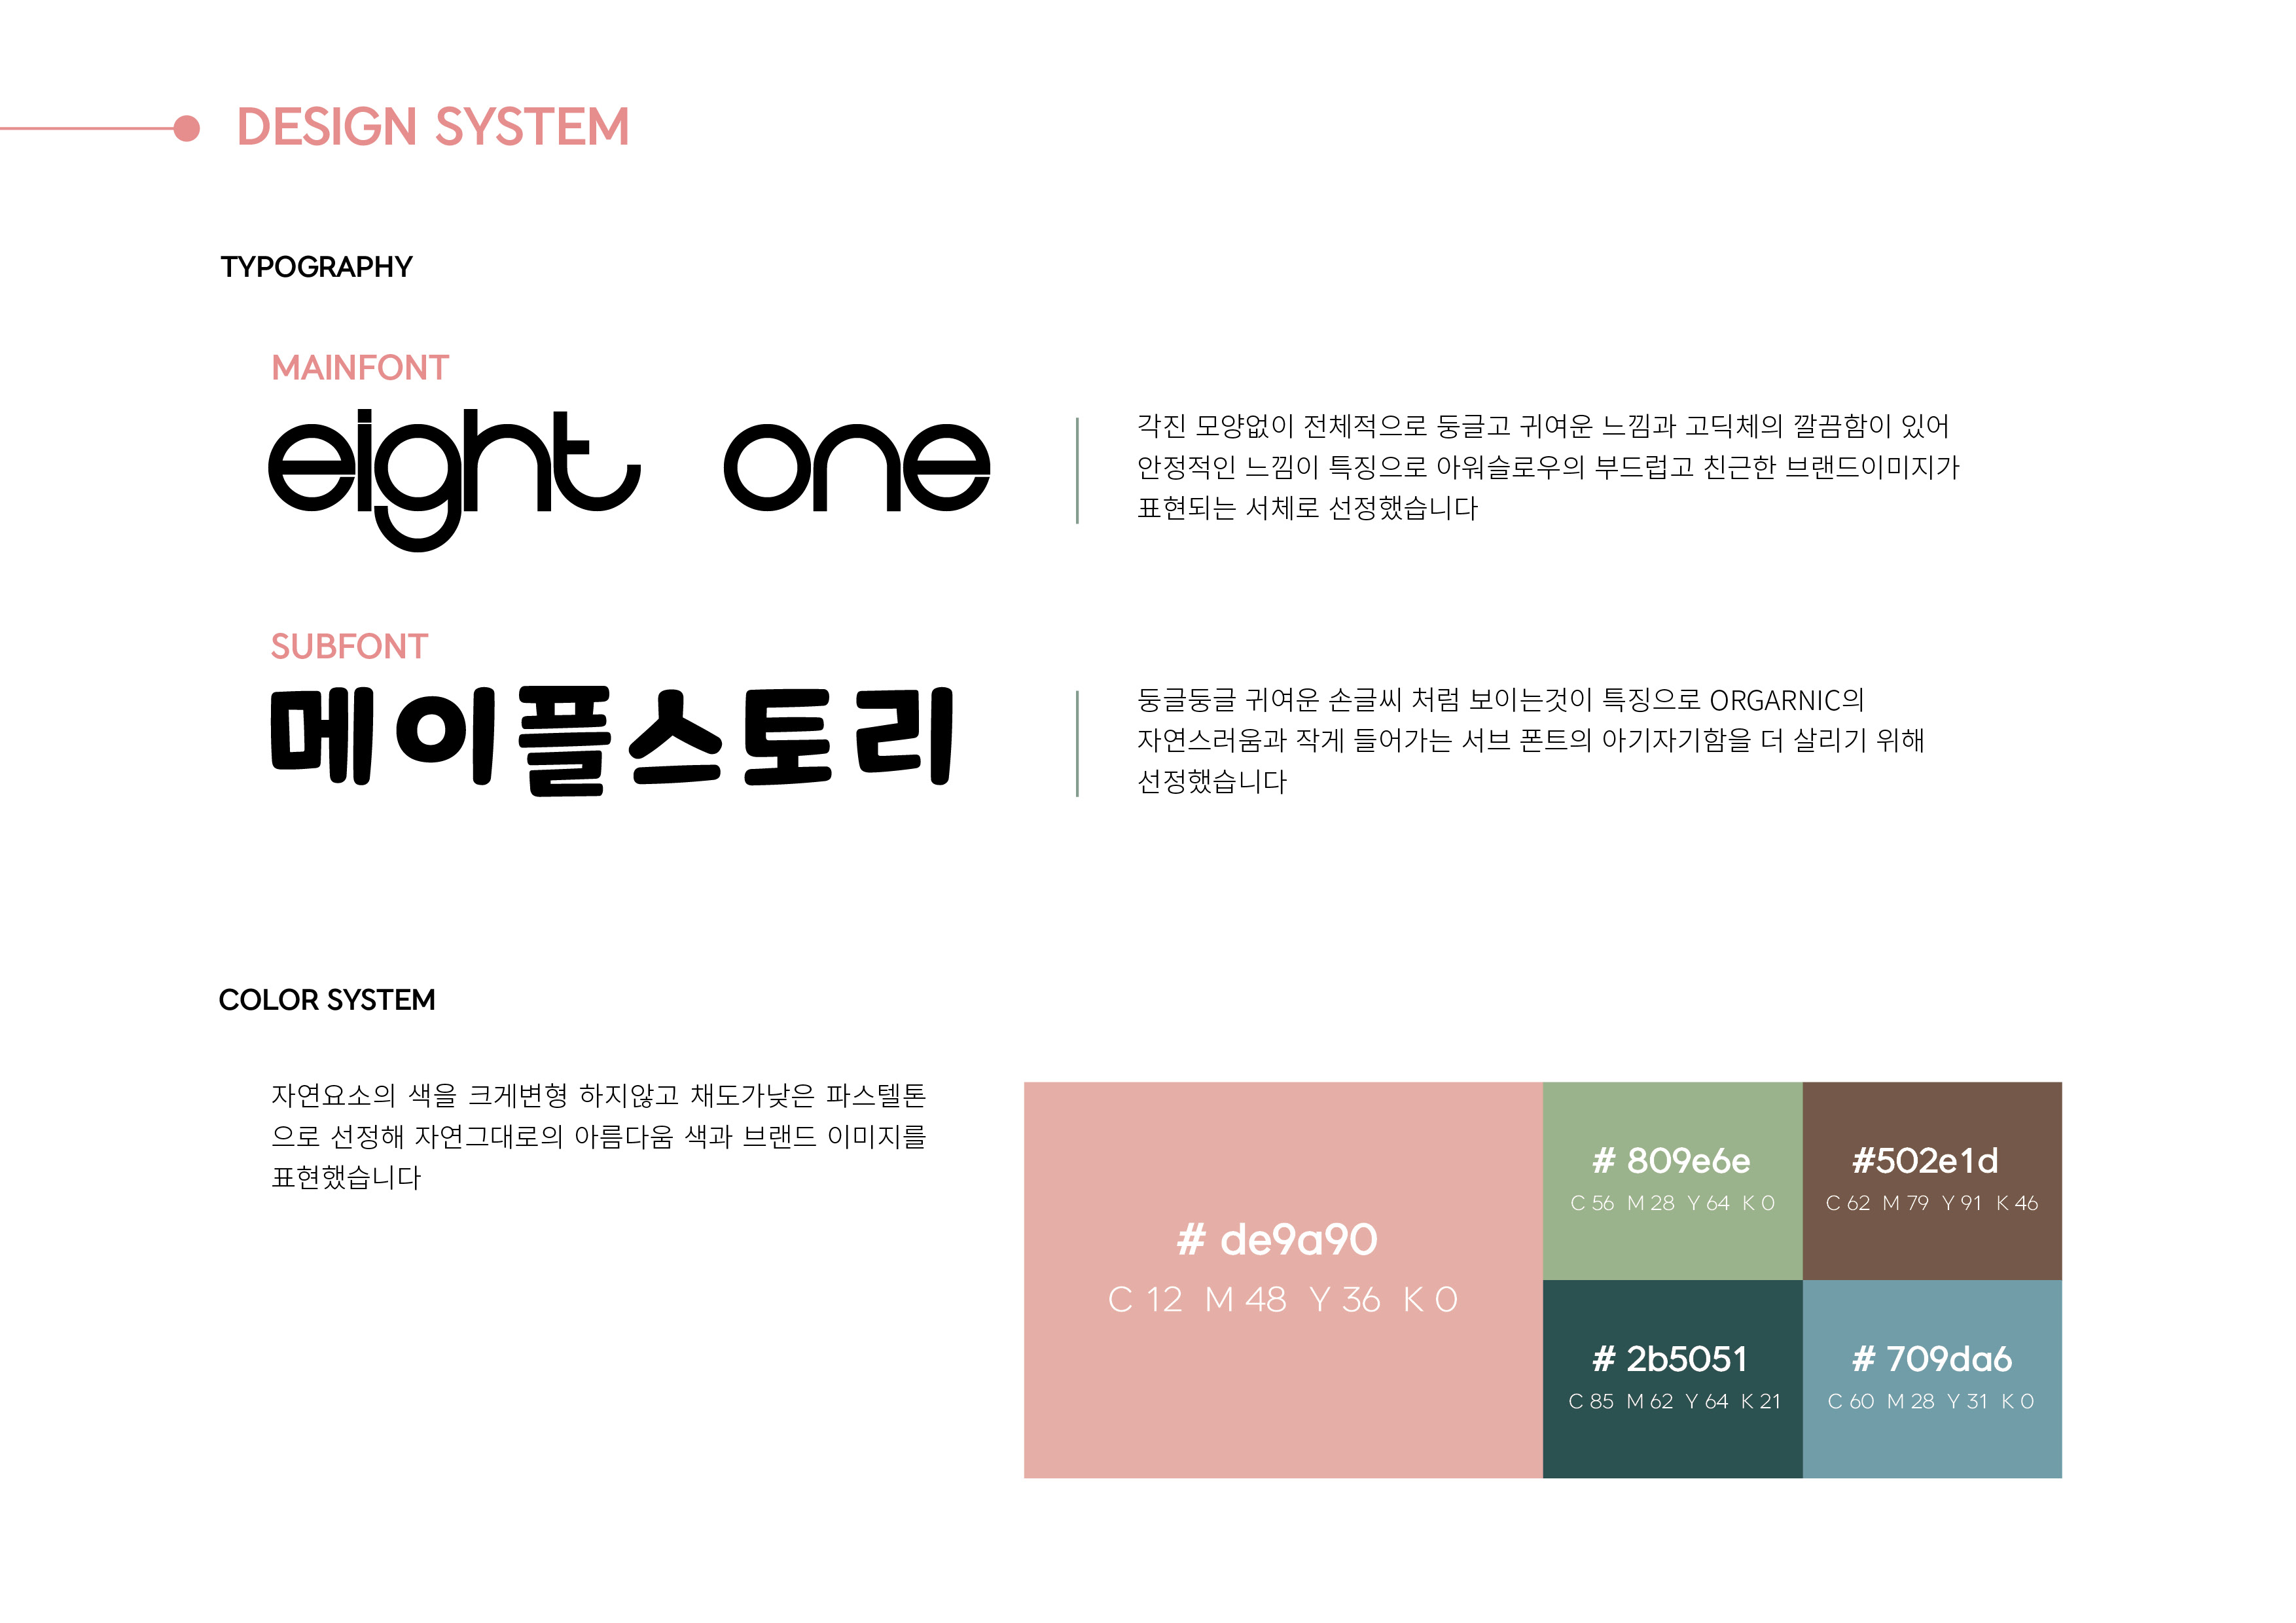 DESIGN SYSTEM
TYPOGRAPHY
MAINFONT
eight one
각진 모양없이 전체적으로 둥글고 귀여운 느낌과 고딕체의 깔끔함이 있어
안정적인 느낌이 특징으로 아워슬로우의 부드럽고 친근한 브랜드이미지가
표현되는 서체로 선정했습니다
SUBFONT
메이플스토리
둥글둥글 귀여운 손글씨 처럼 보이는것이 특징으로 ORGARNIC의
자연스러움과 작게 들어가는 서브 폰트의 아기자기함을 더 살리기 위해
선정했습니다
COLOR SYSTEM
자연요소의 색을 크게변형 하지않고 채도가낮은 파스텔톤
으로 선정해 자연그대로의 아름다움 색과 브랜드 이미지를
표현했습니다
# de9a90
C 12 M 48 Y 36 K 0
# 809e6e
C 56 M 28 Y 64 K 0
#502e1d
C 62 M 79 Y 91 K 46
# 2b5051
C 85 M 62 Y 64 K 21
# 709da6
C 60 M 28 Y 31 K 0